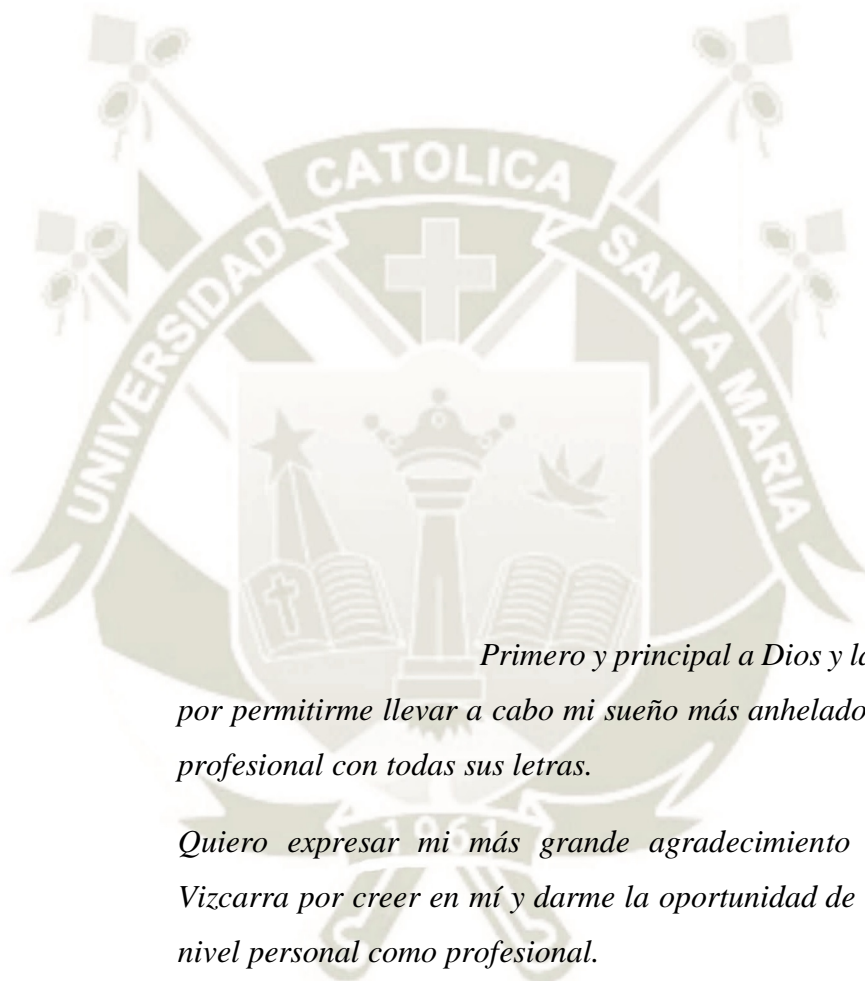 CATOLICA
UNIVERSIDAD
SANTA MARIA
Primero y principal a Dios y la
por permitirme llevar a cabo mi sueño más anhelado
profesional con todas sus letras.
1961
Quiero expresar mi más grande agradecimiento
Vizcarra por creer en mí y darme la oportunidad de
nivel personal como profesional.